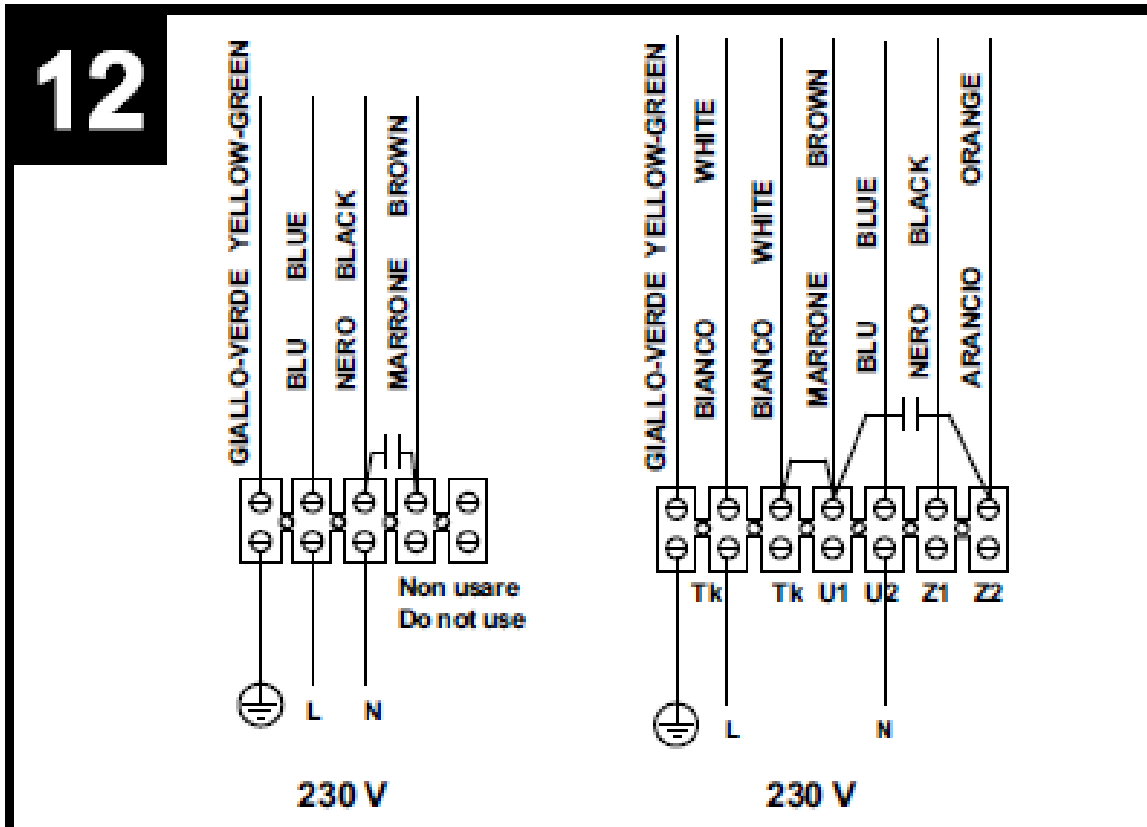 12
GIALLO-VERDE YELLOW-GREEN
BLU BLUE
NERO BLACK
MARRONE BROWN
Non usare
Do not use
L N
230 V
GIALLO-VERDE YELLOW-GREEN
BIANCO WHITE
BIANCO WHITE
MARRONE BROWN
BLU BLUE
NERO BLACK
ARANCIO ORANGE
Tk Tk U1 U2 Z1 Z2
L N
230 V